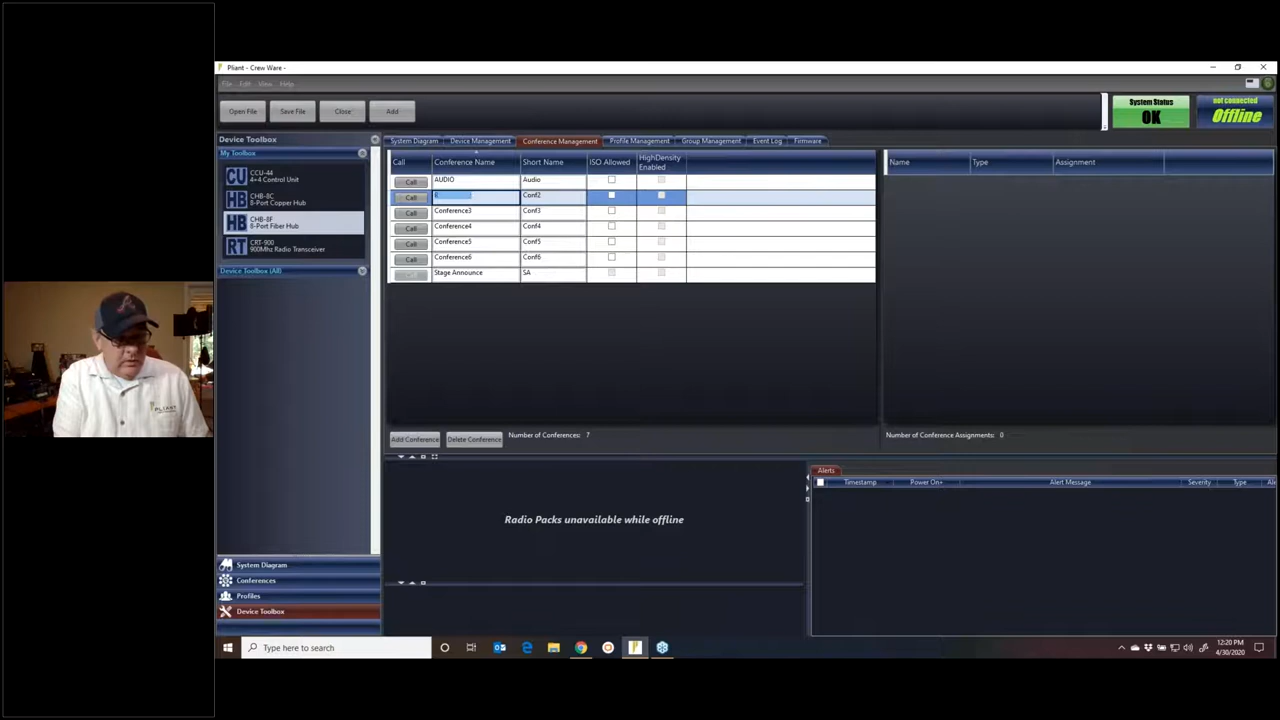 Pliant - Crew Ware -
File Edit View Help
Open File Save File Close Add
System Status OK
not connected Offline
Device Toolbox
My Toolbox
CU CCU-44 4+4 Control Unit
HB CHB-8C 8-Port Copper Hub
HB CHB-8F 8-Port Fiber Hub
RT CRT-900 900Mhz Radio Transceiver
Device Toolbox (All)
System Diagram Device Management Conference Management Profile Management Group Management Event Log Firmware
Call Conference Name Short Name ISO Allowed HighDensity Enabled
Call AUDIO Audio
Call Conf2
Call Conference3 Conf3
Call Conference4 Conf4
Call Conference5 Conf5
Call Conference6 Conf6
Stage Announce SA
Name Type Assignment
Add Conference Delete Conference Number of Conferences: 7
Number of Conference Assignments: 0
Radio Packs unavailable while offline
Alerts
Timestamp Power On+ Alert Message Severity Type
System Diagram
Conferences
Profiles
Device Toolbox
PLIANT
Type here to search
12:20 PM
4/30/2020